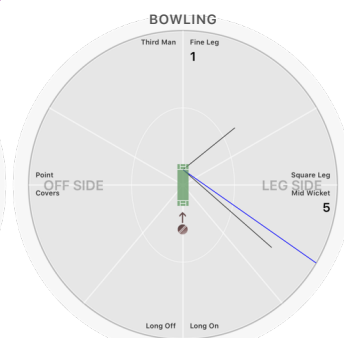 BOWLING
Third Man Fine Leg
1
Point Square Leg
OFF SIDE LEG SIDE
Covers Mid Wicket
5
Long Off Long On